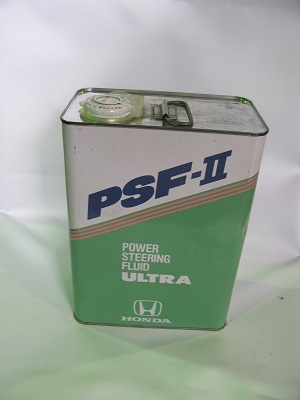 PSF-II
POWER
STEERING
FLUID
ULTRA
HONDA